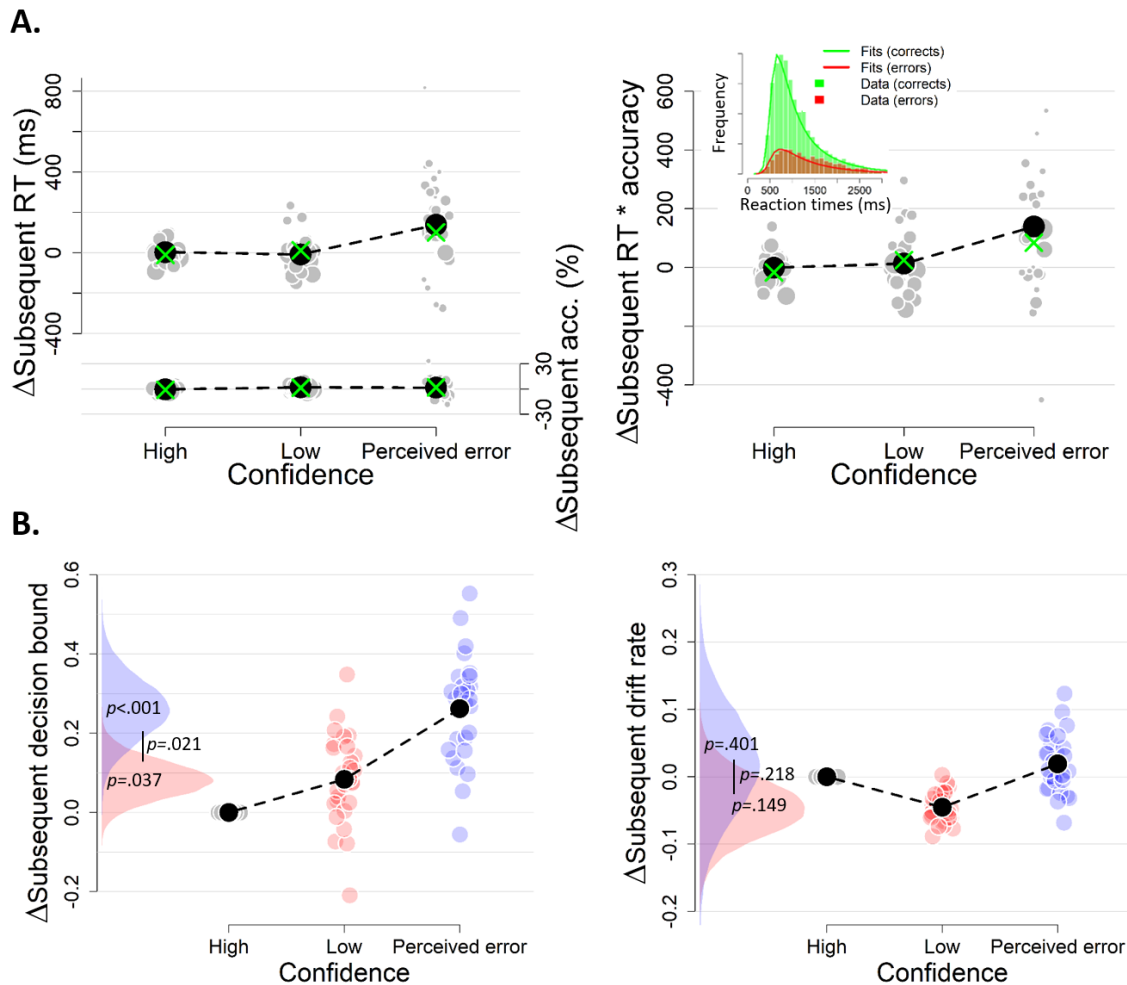 A.
ΔSubsequent RT (ms)
800
400
0
-400
ΔSubsequent acc. (%)
30
-30
High
Low
Perceived error
Confidence
ΔSubsequent RT * accuracy
600
400
200
0
-400
Frequency
Fits (corrects)
Fits (errors)
Data (corrects)
Data (errors)
0
500
1500
2500
Reaction times (ms)
High
Low
Perceived error
Confidence
B.
ΔSubsequent decision bound
0.6
0.4
0.2
0.0
-0.2
p<.001
p=.021
p=.037
High
Low
Perceived error
Confidence
ΔSubsequent drift rate
0.3
0.2
0.1
0.0
-0.1
-0.2
p=.401
p=.218
p=.149
High
Low
Perceived error
Confidence